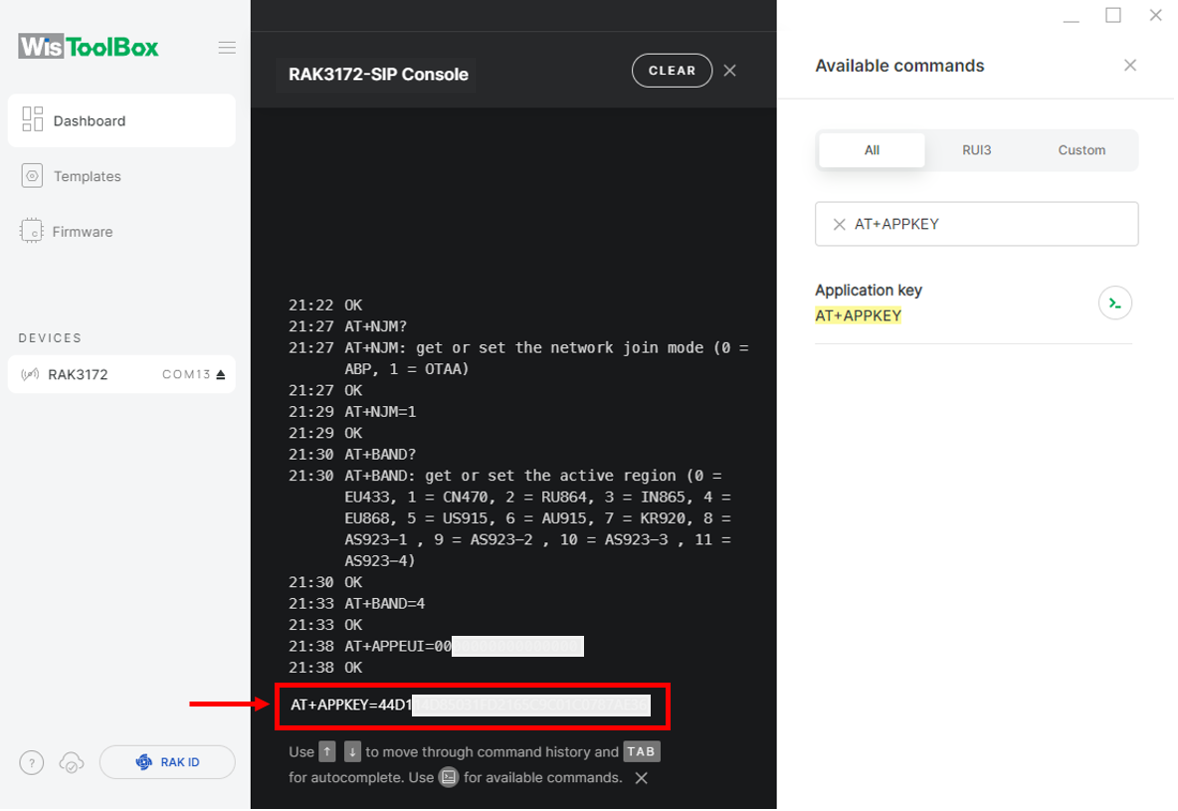 WisToolBox
Dashboard
Templates
Firmware
DEVICES
RAK3172 COM13
?
RAK ID
RAK3172-SIP Console
CLEAR
21:22 OK
21:27 AT+NJM?
21:27 AT+NJM: get or set the network join mode (0 =
ABP, 1 = OTAA)
21:27 OK
21:29 AT+NJM=1
21:29 OK
21:30 AT+BAND?
21:30 AT+BAND: get or set the active region (0 =
EU433, 1 = CN470, 2 = RU864, 3 = IN865, 4 =
EU868, 5 = US915, 6 = AU915, 7 = KR920, 8 =
AS923-1 , 9 = AS923-2 , 10 = AS923-3 , 11 =
AS923-4)
21:30 OK
21:33 AT+BAND=4
21:33 OK
21:38 AT+APPEUI=00
21:38 OK
AT+APPKEY=44D1
Use ↑ ↓ to move through command history and TAB
for autocomplete. Use for available commands.
Available commands
All RUI3 Custom
AT+APPKEY
Application key
AT+APPKEY